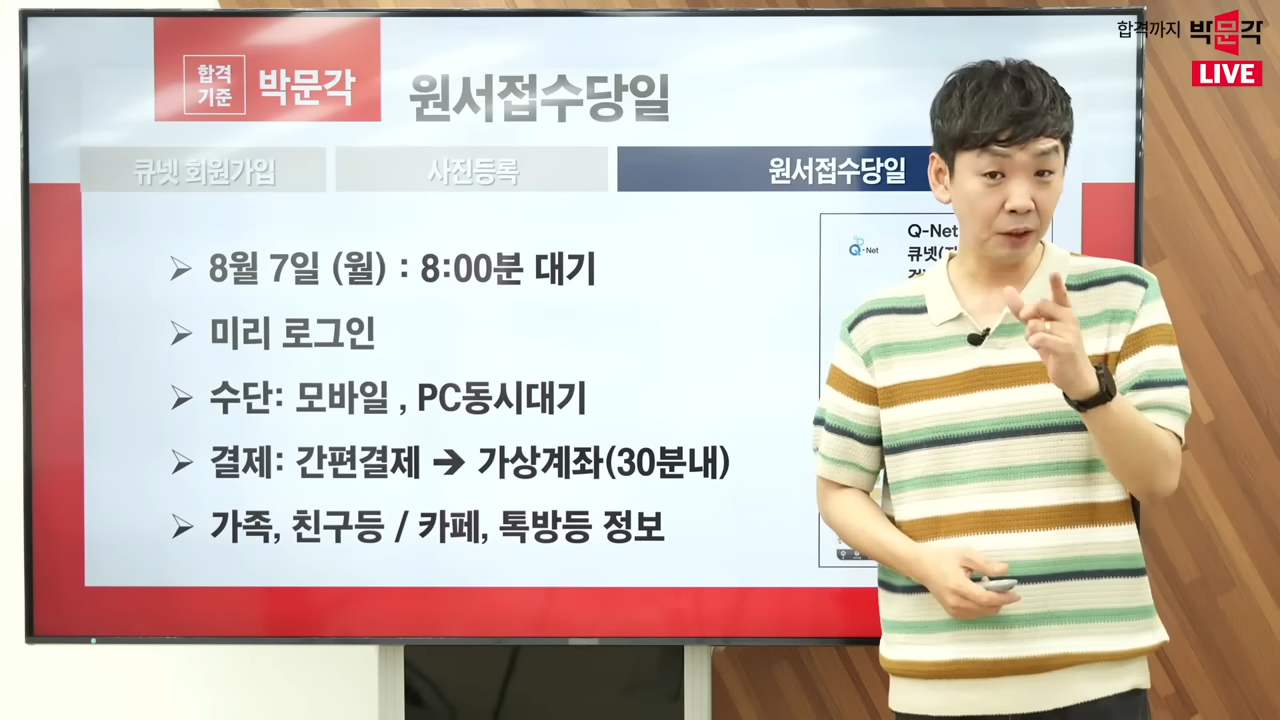 합격까지 박문각
LIVE
합격
기준
박문각
원서접수당일
큐넷 회원가입
사진등록
원서접수당일
Q-Net
Q-Net
큐넷
➢ 8월 7일 (월) : 8:00분 대기
➢ 미리 로그인
➢ 수단: 모바일 , PC동시대기
➢ 결제: 간편결제 ➔ 가상계좌(30분내)
➢ 가족, 친구등 / 카페, 톡방등 정보